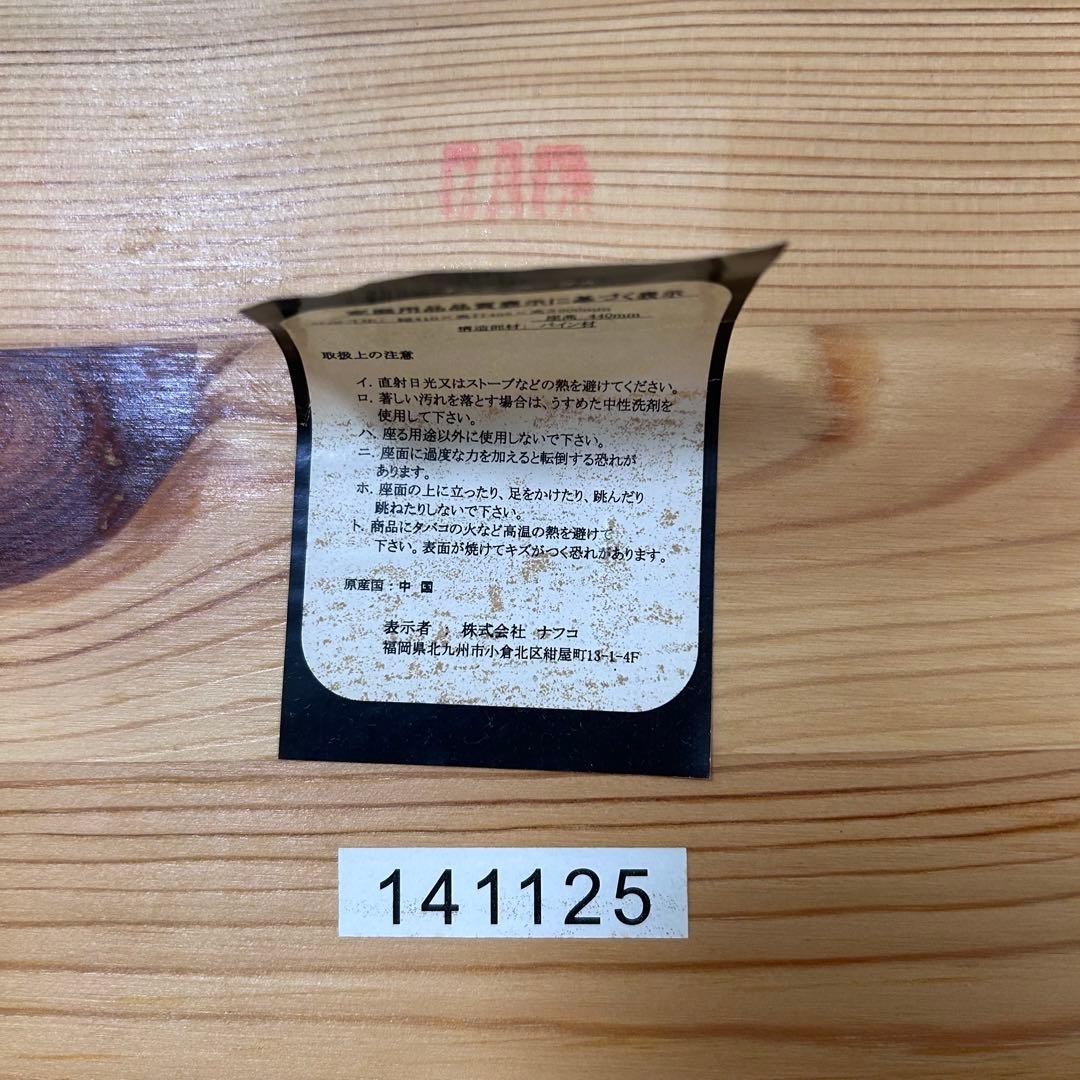 家庭用品品質表示に基づく表示
座高 440mm
構造部材; パイン材
取扱上の注意
イ. 直射日光又はストーブなどの熱を避けてください。
ロ. 著しい汚れを落とす場合は、うすめた中性洗剤を
使用して下さい。
ハ. 座る用途以外に使用しないで下さい。
ニ. 座面に過度な力を加えると転倒する恐れが
あります。
ホ. 座面の上に立ったり、足をかけたり、跳んだり
跳ねたりしないで下さい。
ト. 商品にタバコの火など高温の熱を避けて
下さい。表面が焼けてキズがつく恐れがあります。
原産国 : 中 国
表示者 ; 株式会社 ナフコ
福岡県北九州市小倉北区紺屋町13-1-4F
141125